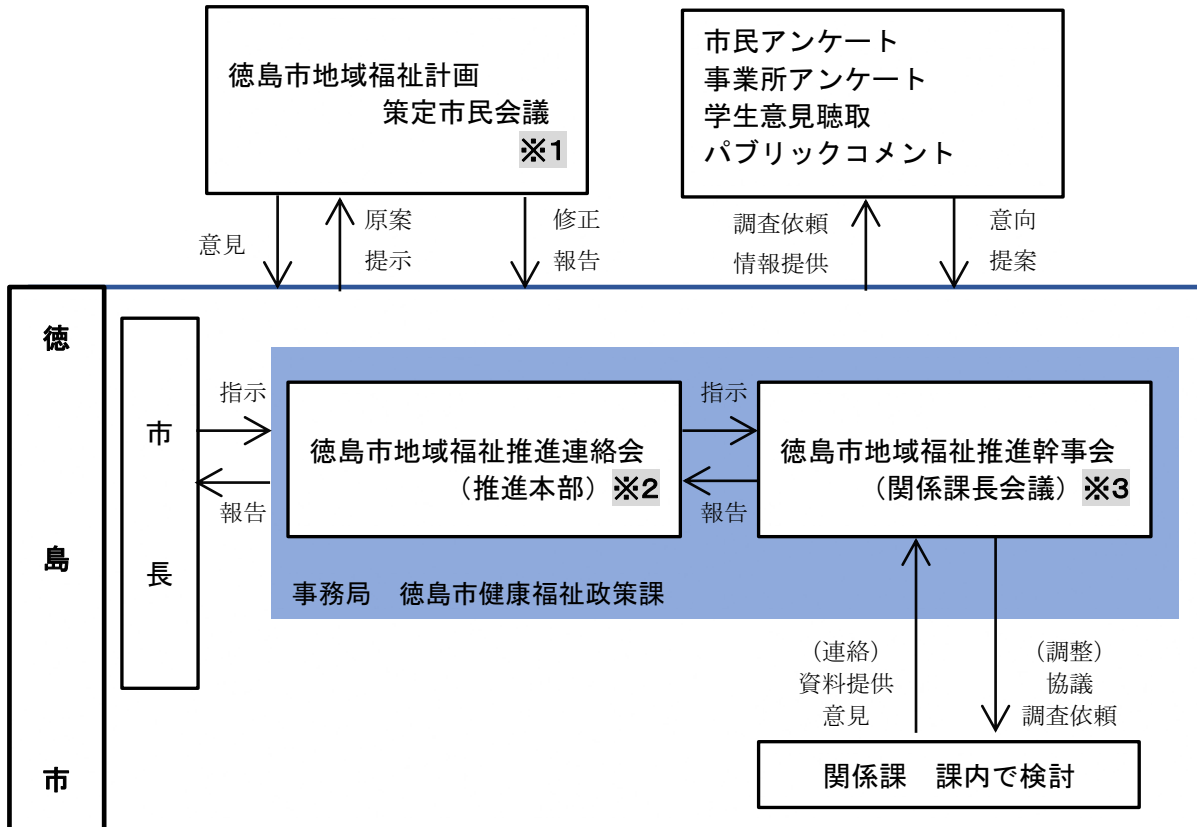 徳島市地域福祉計画
策定市民会議
※1
市民アンケート
事業所アンケート
学生意見聴取
パブリックコメント
意見
原案
提示
修正
報告
調査依頼
情報提供
意向
提案
徳島市
市長
指示
報告
徳島市地域福祉推進連絡会
(推進本部) ※2
指示
報告
徳島市地域福祉推進幹事会
(関係課長会議) ※3
事務局　徳島市健康福祉政策課
(連絡)
資料提供
意見
(調整)
協議
調査依頼
関係課　課内で検討